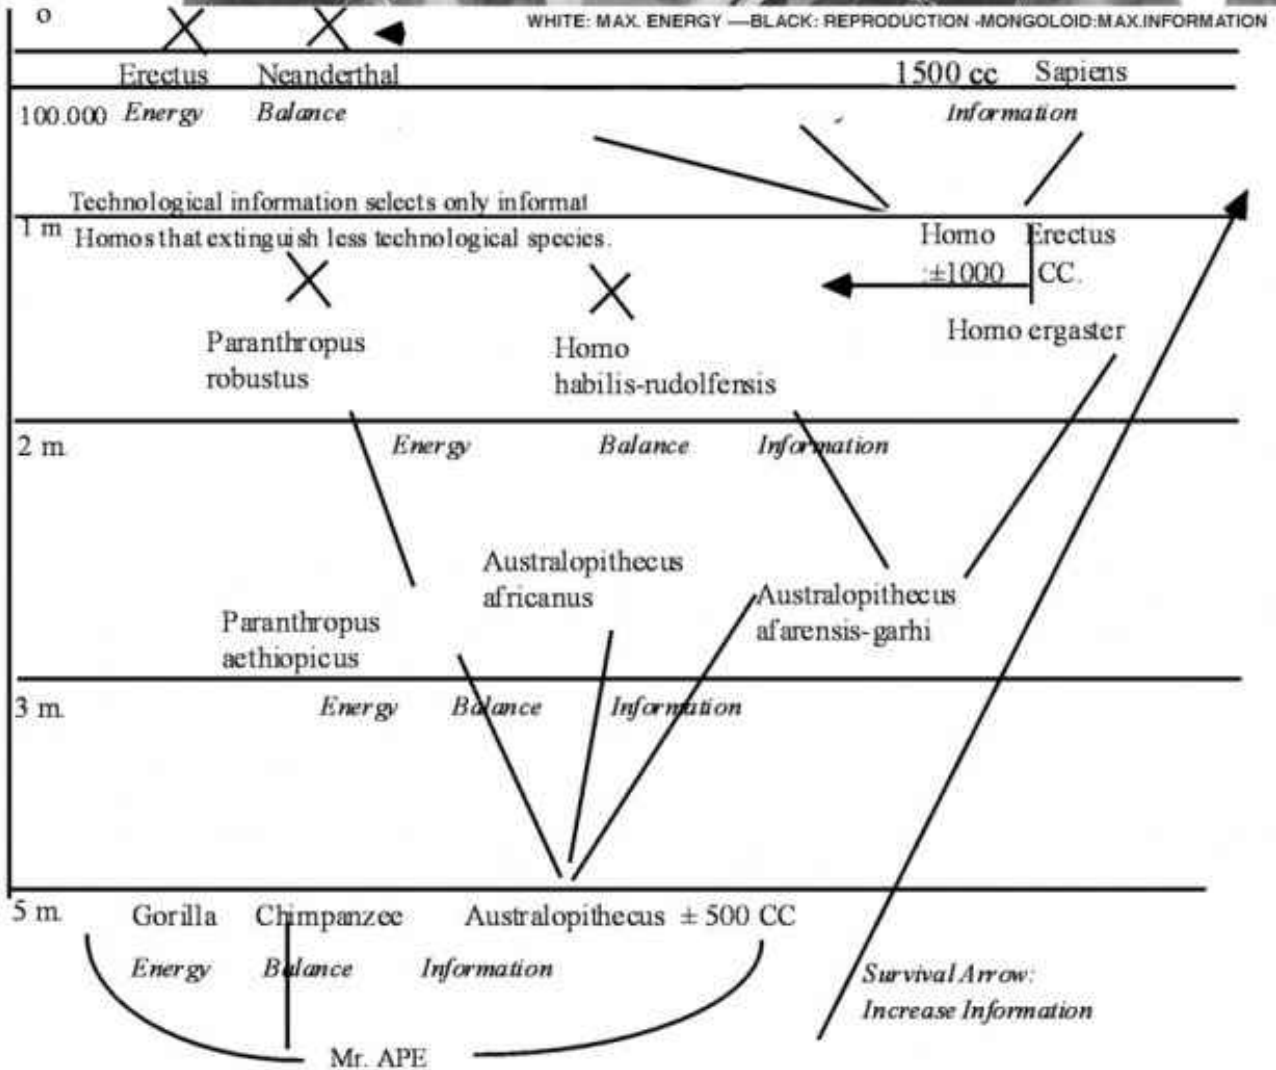 o
WHITE: MAX. ENERGY —BLACK: REPRODUCTION -MONGOLOID:MAX.INFORMATION
Erectus Neanderthal 1500 cc Sapiens
100.000 Energy Balance Information
Technological information selects only informat
1 m Homos that extinguish less technological species.
Homo Erectus
:±1000 CC.
Homo ergaster
Paranthropus
robustus
Homo
habilis-rudolfensis
2 m Energy Balance Information
Australopithecus
africanus
Australopithecus
afarensis-garhi
Paranthropus
aethiopicus
3 m. Energy Balance Information
5 m. Gorilla Chimpanzee Australopithecus ± 500 CC
Energy Balance Information
Survival Arrow:
Increase Information
Mr. APE